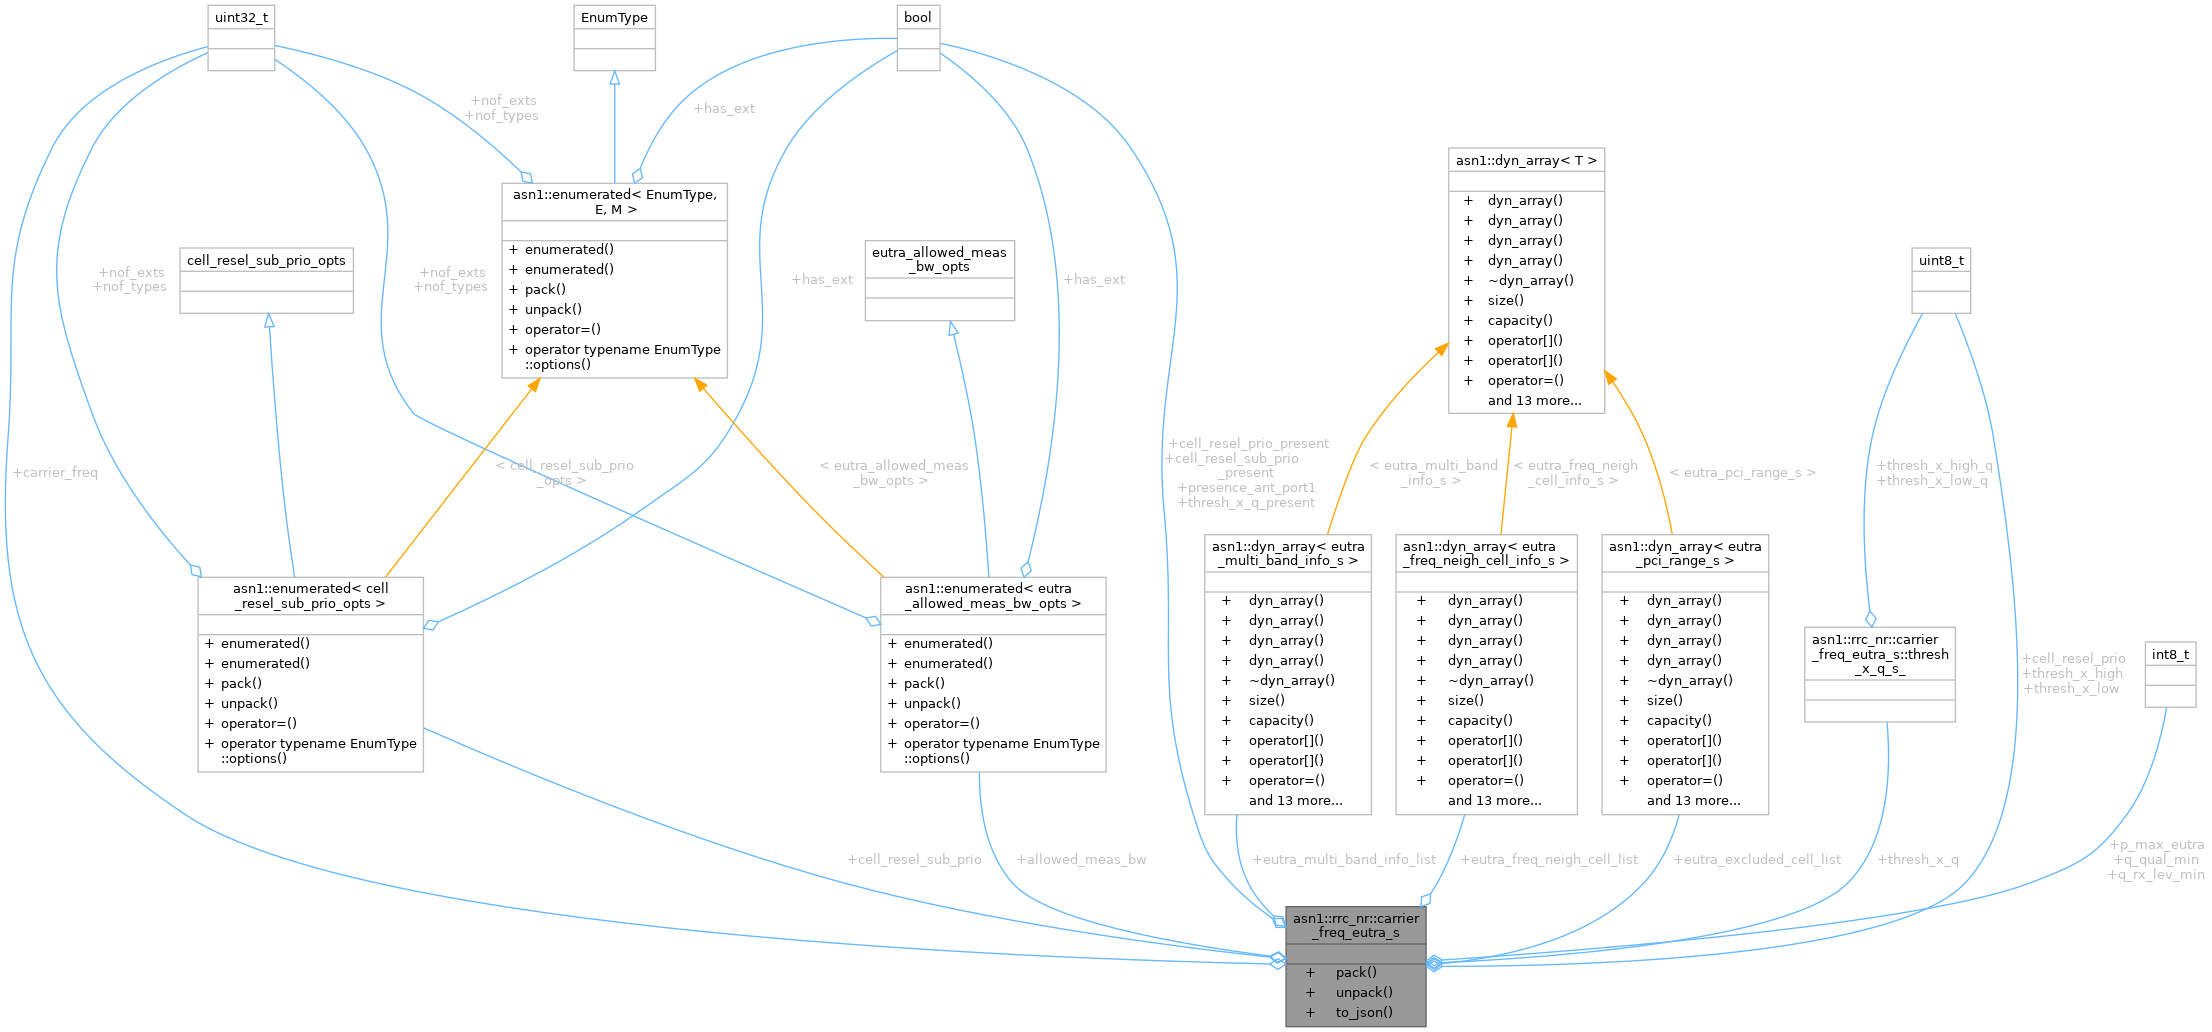 uint32_t
EnumType
bool
+nof_exts
+nof_types
+has_ext
asn1::dyn_array< T >
+ dyn_array()
+ dyn_array()
+ dyn_array()
+ dyn_array()
+ ~dyn_array()
+ size()
+ capacity()
+ operator[]()
+ operator[]()
+ operator=()
and 13 more...
asn1::enumerated< EnumType,
E, M >
+ enumerated()
+ enumerated()
+ pack()
+ unpack()
+ operator=()
+ operator typename EnumType
::options()
cell_resel_sub_prio_opts
eutra_allowed_meas
_bw_opts
uint8_t
+nof_exts
+nof_types
+nof_exts
+nof_types
+has_ext
+has_ext
+carrier_freq
< cell_resel_sub_prio
_opts >
< eutra_allowed_meas
_bw_opts >
+cell_resel_prio_present
+cell_resel_sub_prio
_present
+presence_ant_port1
+thresh_x_q_present
< eutra_multi_band
_info_s >
< eutra_freq_neigh
_cell_info_s >
< eutra_pci_range_s >
+thresh_x_high_q
+thresh_x_low_q
asn1::enumerated< cell
_resel_sub_prio_opts >
+ enumerated()
+ enumerated()
+ pack()
+ unpack()
+ operator=()
+ operator typename EnumType
::options()
asn1::enumerated< eutra
_allowed_meas_bw_opts >
+ enumerated()
+ enumerated()
+ pack()
+ unpack()
+ operator=()
+ operator typename EnumType
::options()
asn1::dyn_array< eutra
_multi_band_info_s >
+ dyn_array()
+ dyn_array()
+ dyn_array()
+ dyn_array()
+ ~dyn_array()
+ size()
+ capacity()
+ operator[]()
+ operator[]()
+ operator=()
and 13 more...
asn1::dyn_array< eutra
_freq_neigh_cell_info_s >
+ dyn_array()
+ dyn_array()
+ dyn_array()
+ dyn_array()
+ ~dyn_array()
+ size()
+ capacity()
+ operator[]()
+ operator[]()
+ operator=()
and 13 more...
asn1::dyn_array< eutra
_pci_range_s >
+ dyn_array()
+ dyn_array()
+ dyn_array()
+ dyn_array()
+ ~dyn_array()
+ size()
+ capacity()
+ operator[]()
+ operator[]()
+ operator=()
and 13 more...
asn1::rrc_nr::carrier
_freq_eutra_s::thresh
_x_q_s_
+cell_resel_prio
+thresh_x_high
+thresh_x_low
int8_t
+cell_resel_sub_prio
+allowed_meas_bw
+eutra_multi_band_info_list
+eutra_freq_neigh_cell_list
+eutra_excluded_cell_list
+thresh_x_q
+p_max_eutra
+q_qual_min
+q_rx_lev_min
asn1::rrc_nr::carrier
_freq_eutra_s
+ pack()
+ unpack()
+ to_json()